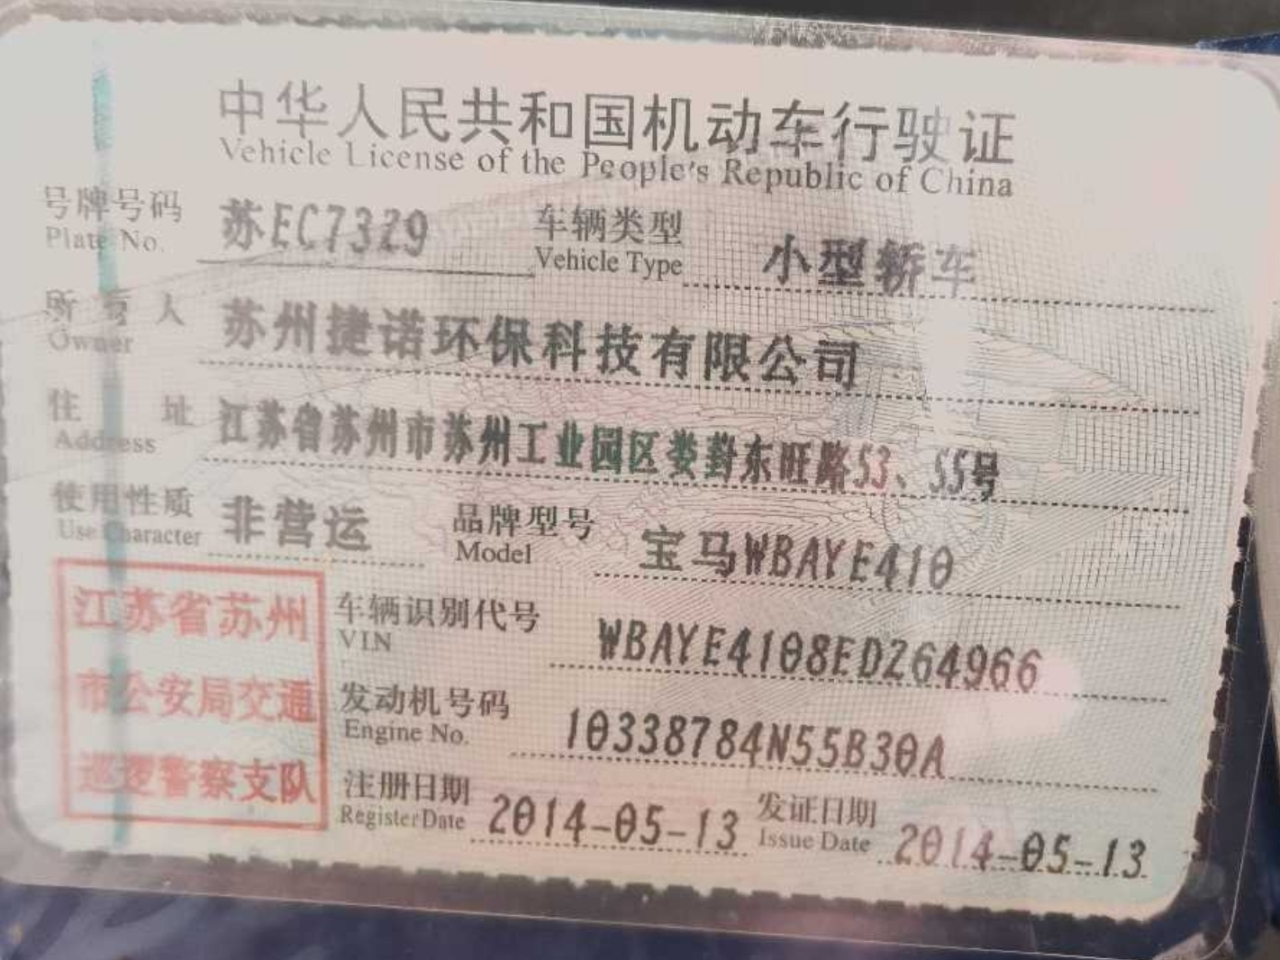 中华人民共和国机动车行驶证
Vehicle License of the People's Republic of China
号牌号码 苏EC73Z9 车辆类型 小型轿车
Plate No. Vehicle Type
所有人 苏州捷诺环保科技有限公司
Owner
住址 江苏省苏州市苏州工业园区娄葑东旺路53、55号
Address
使用性质 非营运 品牌型号 宝马WBAYE410
Use Character Model
江苏省苏州
市公安局交通
巡逻警察支队
车辆识别代号 WBAYE4108EDZ64966
VIN
发动机号码 10338784N55B30A
Engine No.
注册日期 2014-05-13 发证日期 2014-05-13
Register Date Issue Date